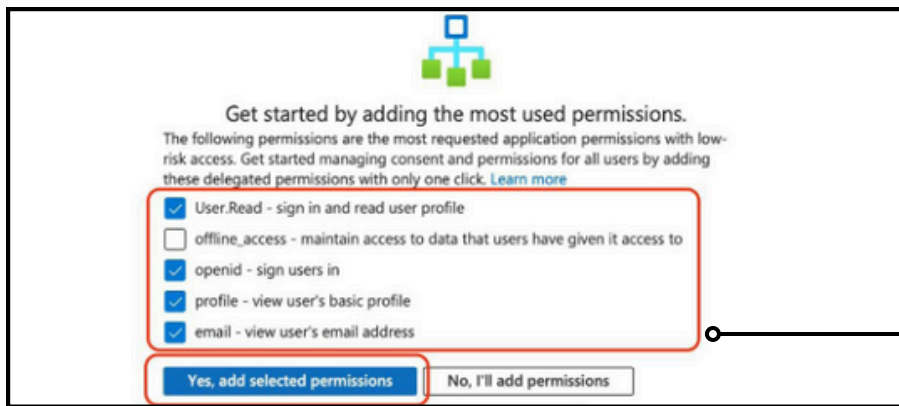 Get started by adding the most used permissions.
The following permissions are the most requested application permissions with low-
risk access. Get started managing consent and permissions for all users by adding
these delegated permissions with only one click. Learn more
User.Read - sign in and read user profile
offline_access - maintain access to data that users have given it access to
openid - sign users in
profile - view user's basic profile
email - view user's email address
Yes, add selected permissions No, I'll add permissions